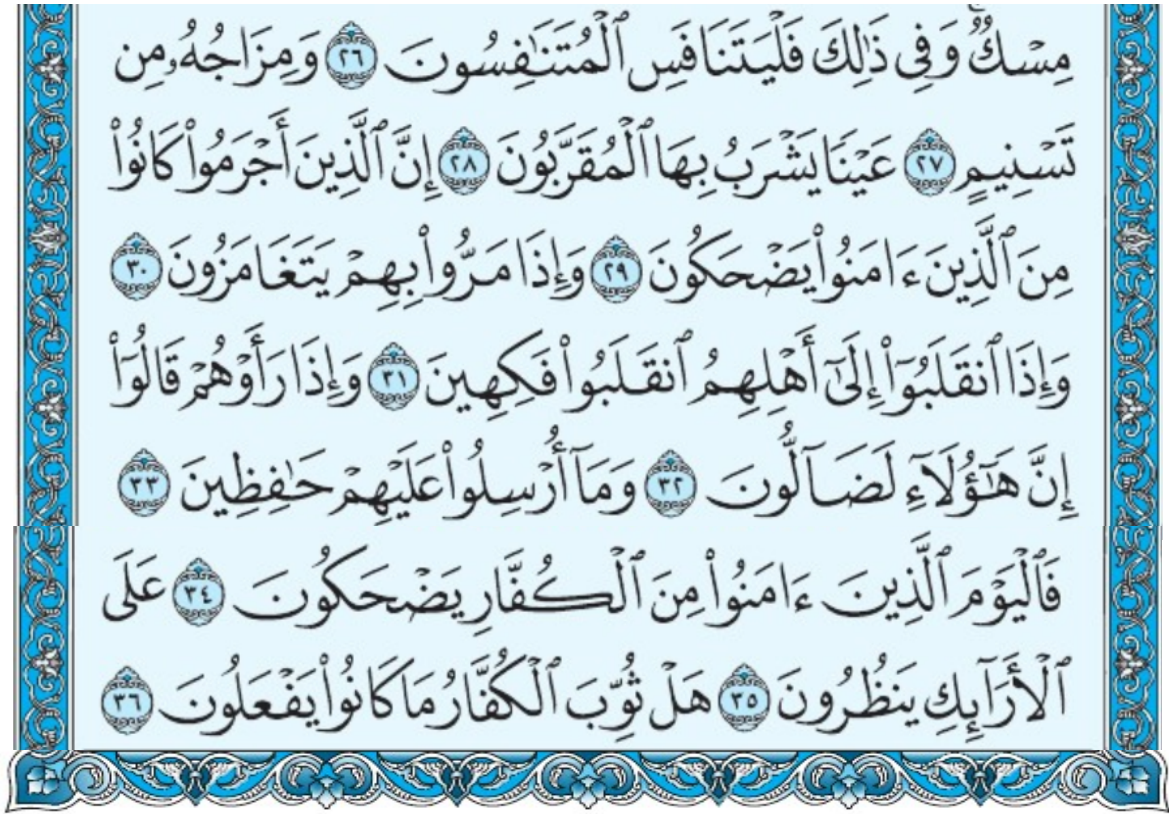 مِسۡكٞۚ وَفِي ذَٰلِكَ فَلۡيَتَنَافَسِ ٱلۡمُتَنَٰفِسُونَ ٢٦ وَمِزَاجُهُۥ مِن
تَسۡنِيمٍ ٢٧ عَيۡنٗا يَشۡرَبُ بِهَا ٱلۡمُقَرَّبُونَ ٢٨ إِنَّ ٱلَّذِينَ أَجۡرَمُواْ كَانُواْ
مِنَ ٱلَّذِينَ ءَامَنُواْ يَضۡحَكُونَ ٢٩ وَإِذَا مَرُّواْ بِهِمۡ يَتَغَامَزُونَ ٣٠
وَإِذَا ٱنقَلَبُوٓاْ إِلَىٰٓ أَهۡلِهِمُ ٱنقَلَبُواْ فَكِهِينَ ٣١ وَإِذَا رَأَوۡهُمۡ قَالُوٓاْ
إِنَّ هَٰٓؤُلَآءِ لَضَآلُّونَ ٣٢ وَمَآ أُرۡسِلُواْ عَلَيۡهِمۡ حَٰفِظِينَ ٣٣
فَٱلۡيَوۡمَ ٱلَّذِينَ ءَامَنُواْ مِنَ ٱلۡكُفَّارِ يَضۡحَكُونَ ٣٤ عَلَى
ٱلۡأَرَآئِكِ يَنظُرُونَ ٣٥ هَلۡ ثُوِّبَ ٱلۡكُفَّارُ مَا كَانُواْ يَفۡعَلُونَ ٣٦